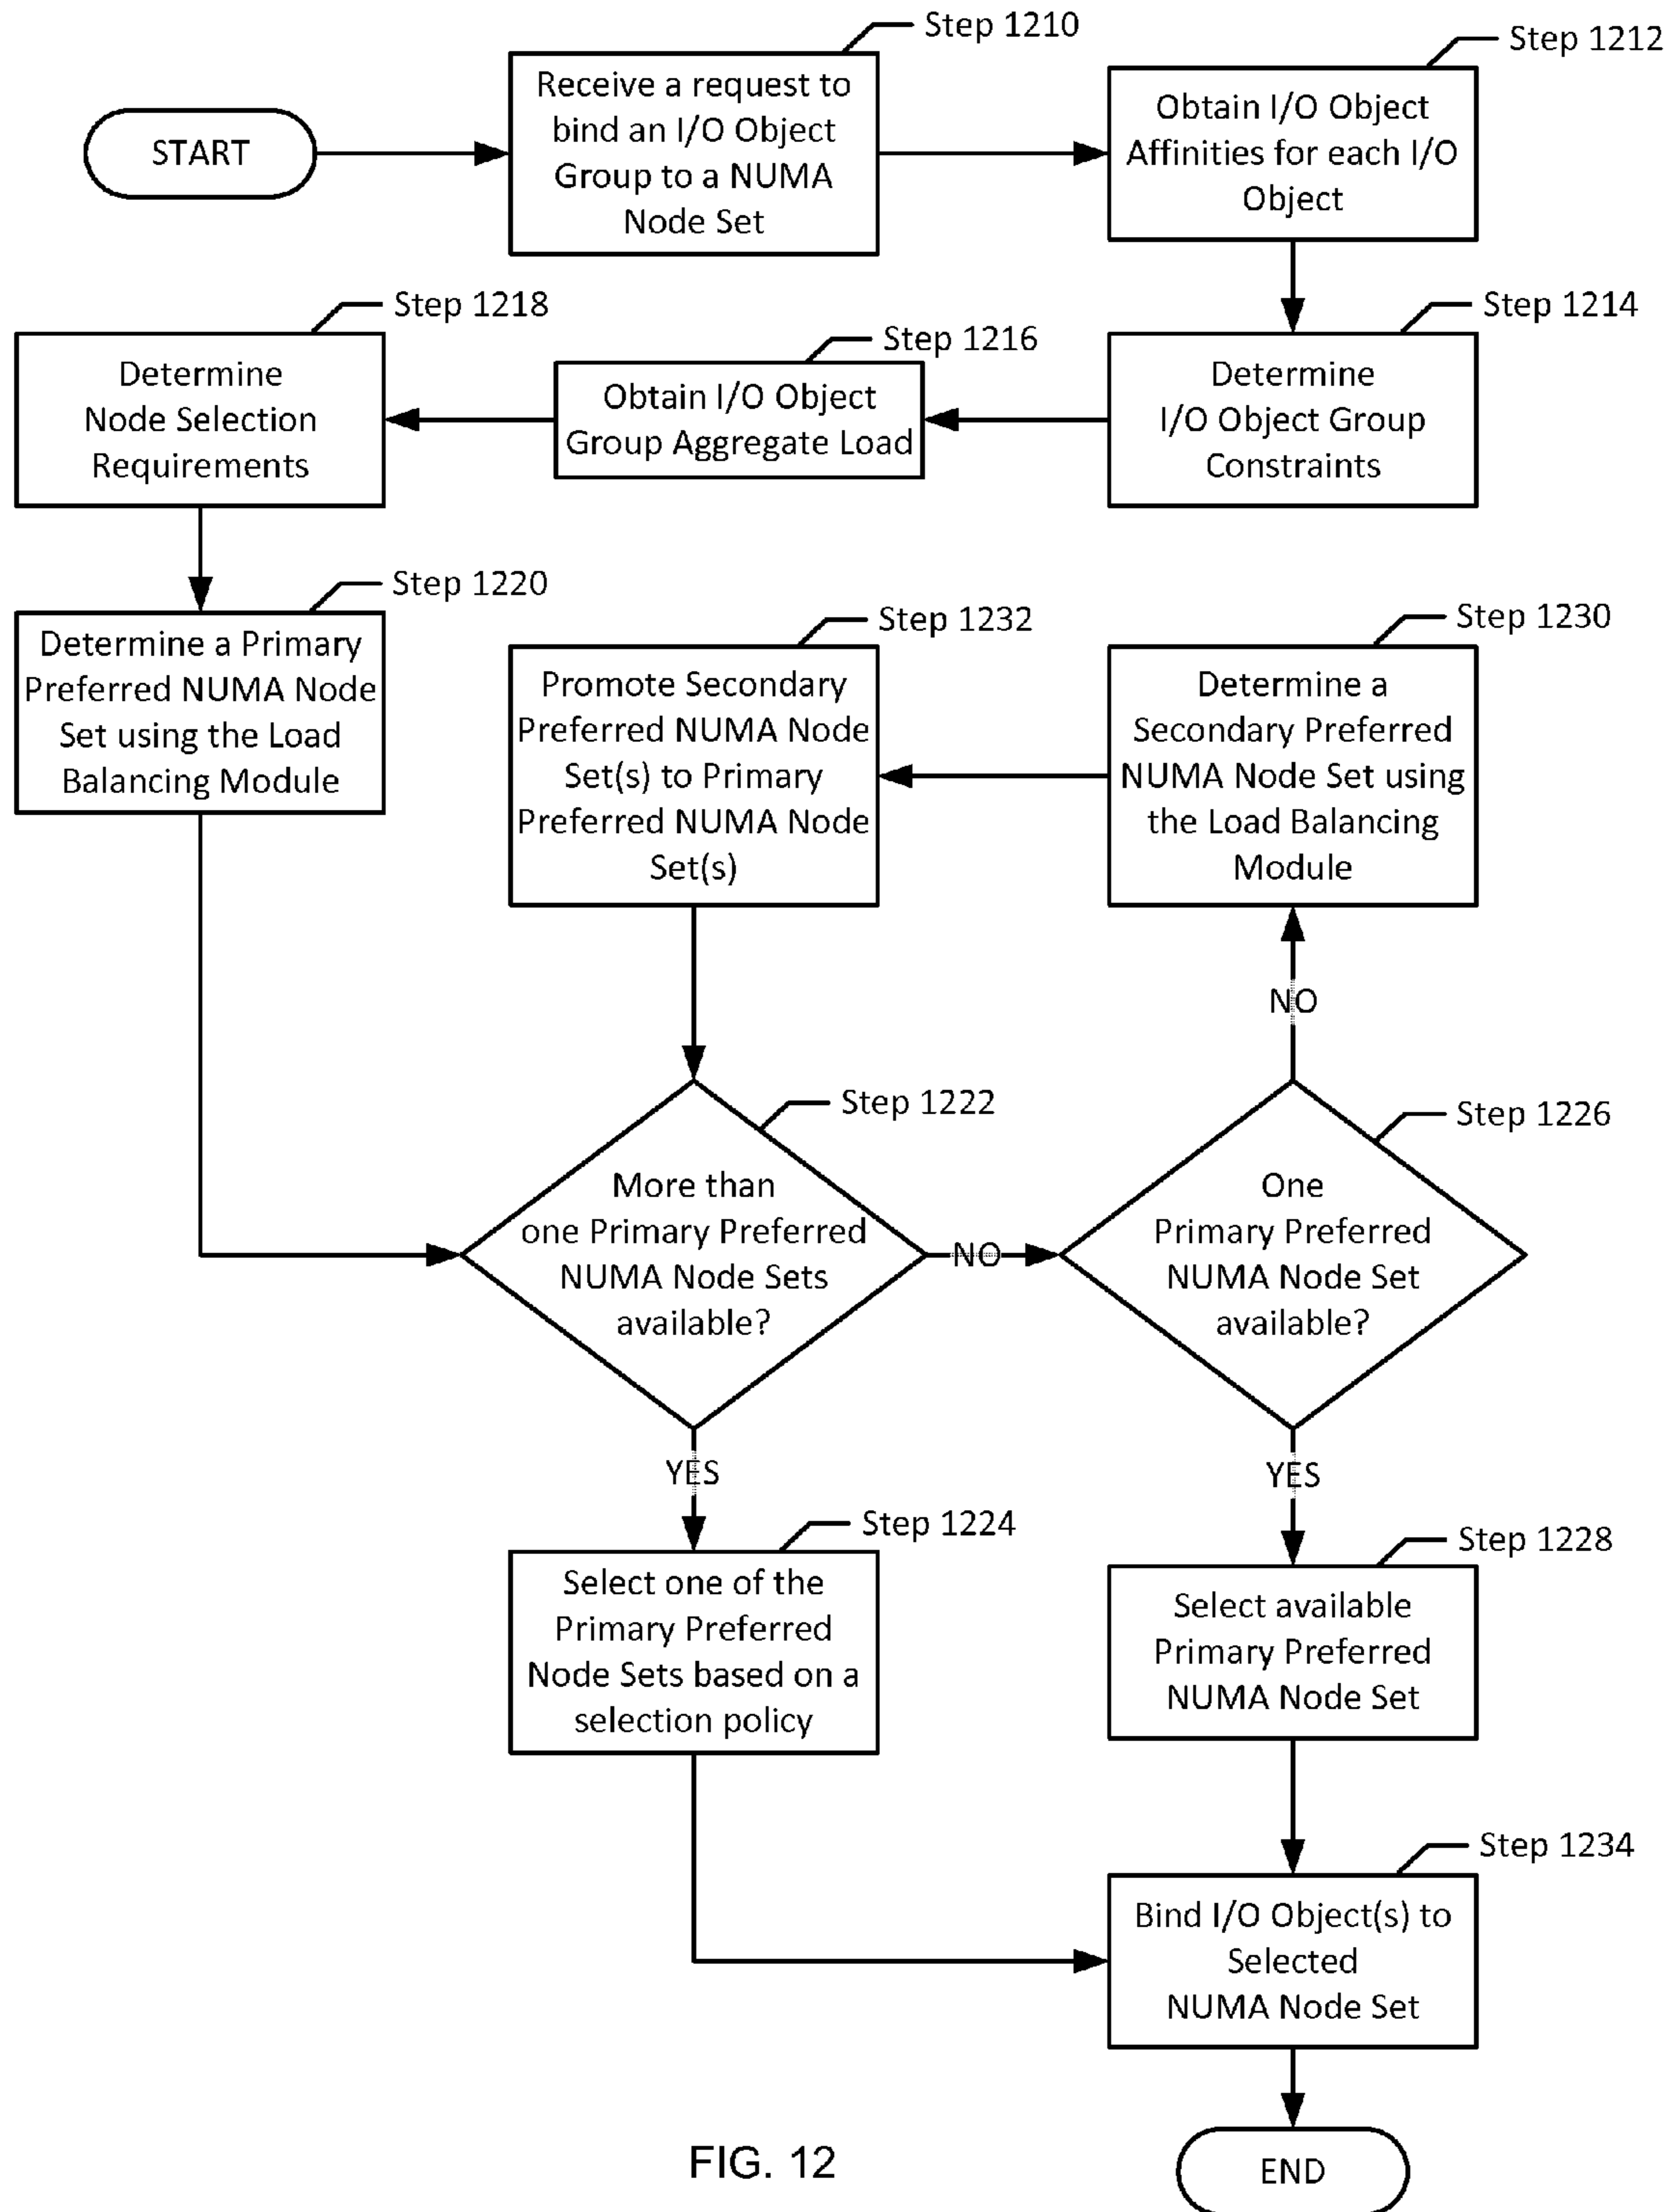 START
Step 1210
Receive a request to
bind an I/O Object
Group to a NUMA
Node Set
Step 1212
Obtain I/O Object
Affinities for each I/O
Object
Step 1214
Determine
I/O Object Group
Constraints
Step 1216
Obtain I/O Object
Group Aggregate Load
Step 1218
Determine
Node Selection
Requirements
Step 1220
Determine a Primary
Preferred NUMA Node
Set using the Load
Balancing Module
Step 1232
Promote Secondary
Preferred NUMA Node
Set(s) to Primary
Preferred NUMA Node
Set(s)
Step 1230
Determine a
Secondary Preferred
NUMA Node Set using
the Load Balancing
Module
NO
Step 1222
More than
one Primary Preferred
NUMA Node Sets
available?
NO
Step 1226
One
Primary Preferred
NUMA Node Set
available?
YES
YES
Step 1224
Select one of the
Primary Preferred
Node Sets based on a
selection policy
Step 1228
Select available
Primary Preferred
NUMA Node Set
Step 1234
Bind I/O Object(s) to
Selected
NUMA Node Set
END
FIG. 12